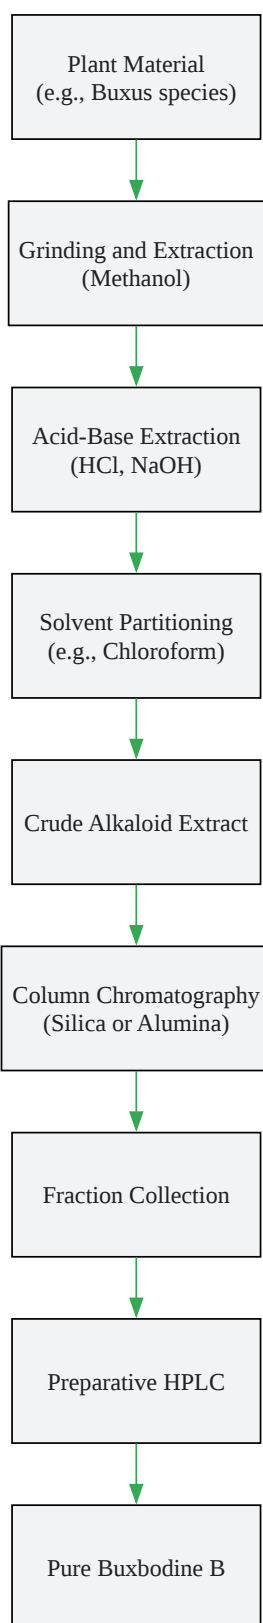 Plant Material
(e.g., Buxus species)
Grinding and Extraction
(Methanol)
Acid-Base Extraction
(HCl, NaOH)
Solvent Partitioning
(e.g., Chloroform)
Crude Alkaloid Extract
Column Chromatography
(Silica or Alumina)
Fraction Collection
Preparative HPLC
Pure Buxbodine B